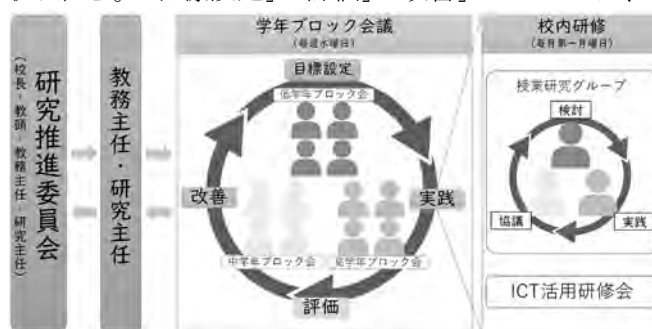 研究推進委員会
(校長・教頭・教務主任・研究主任)
教務主任・研究主任
学年ブロック会議
(毎週水曜日)
目標設定
低学年ブロック会
改善
実践
中学年ブロック会
高学年ブロック会
評価
校内研修
(毎月第一月曜日)
授業研究グループ
検討
協議
実践
ICT活用研修会